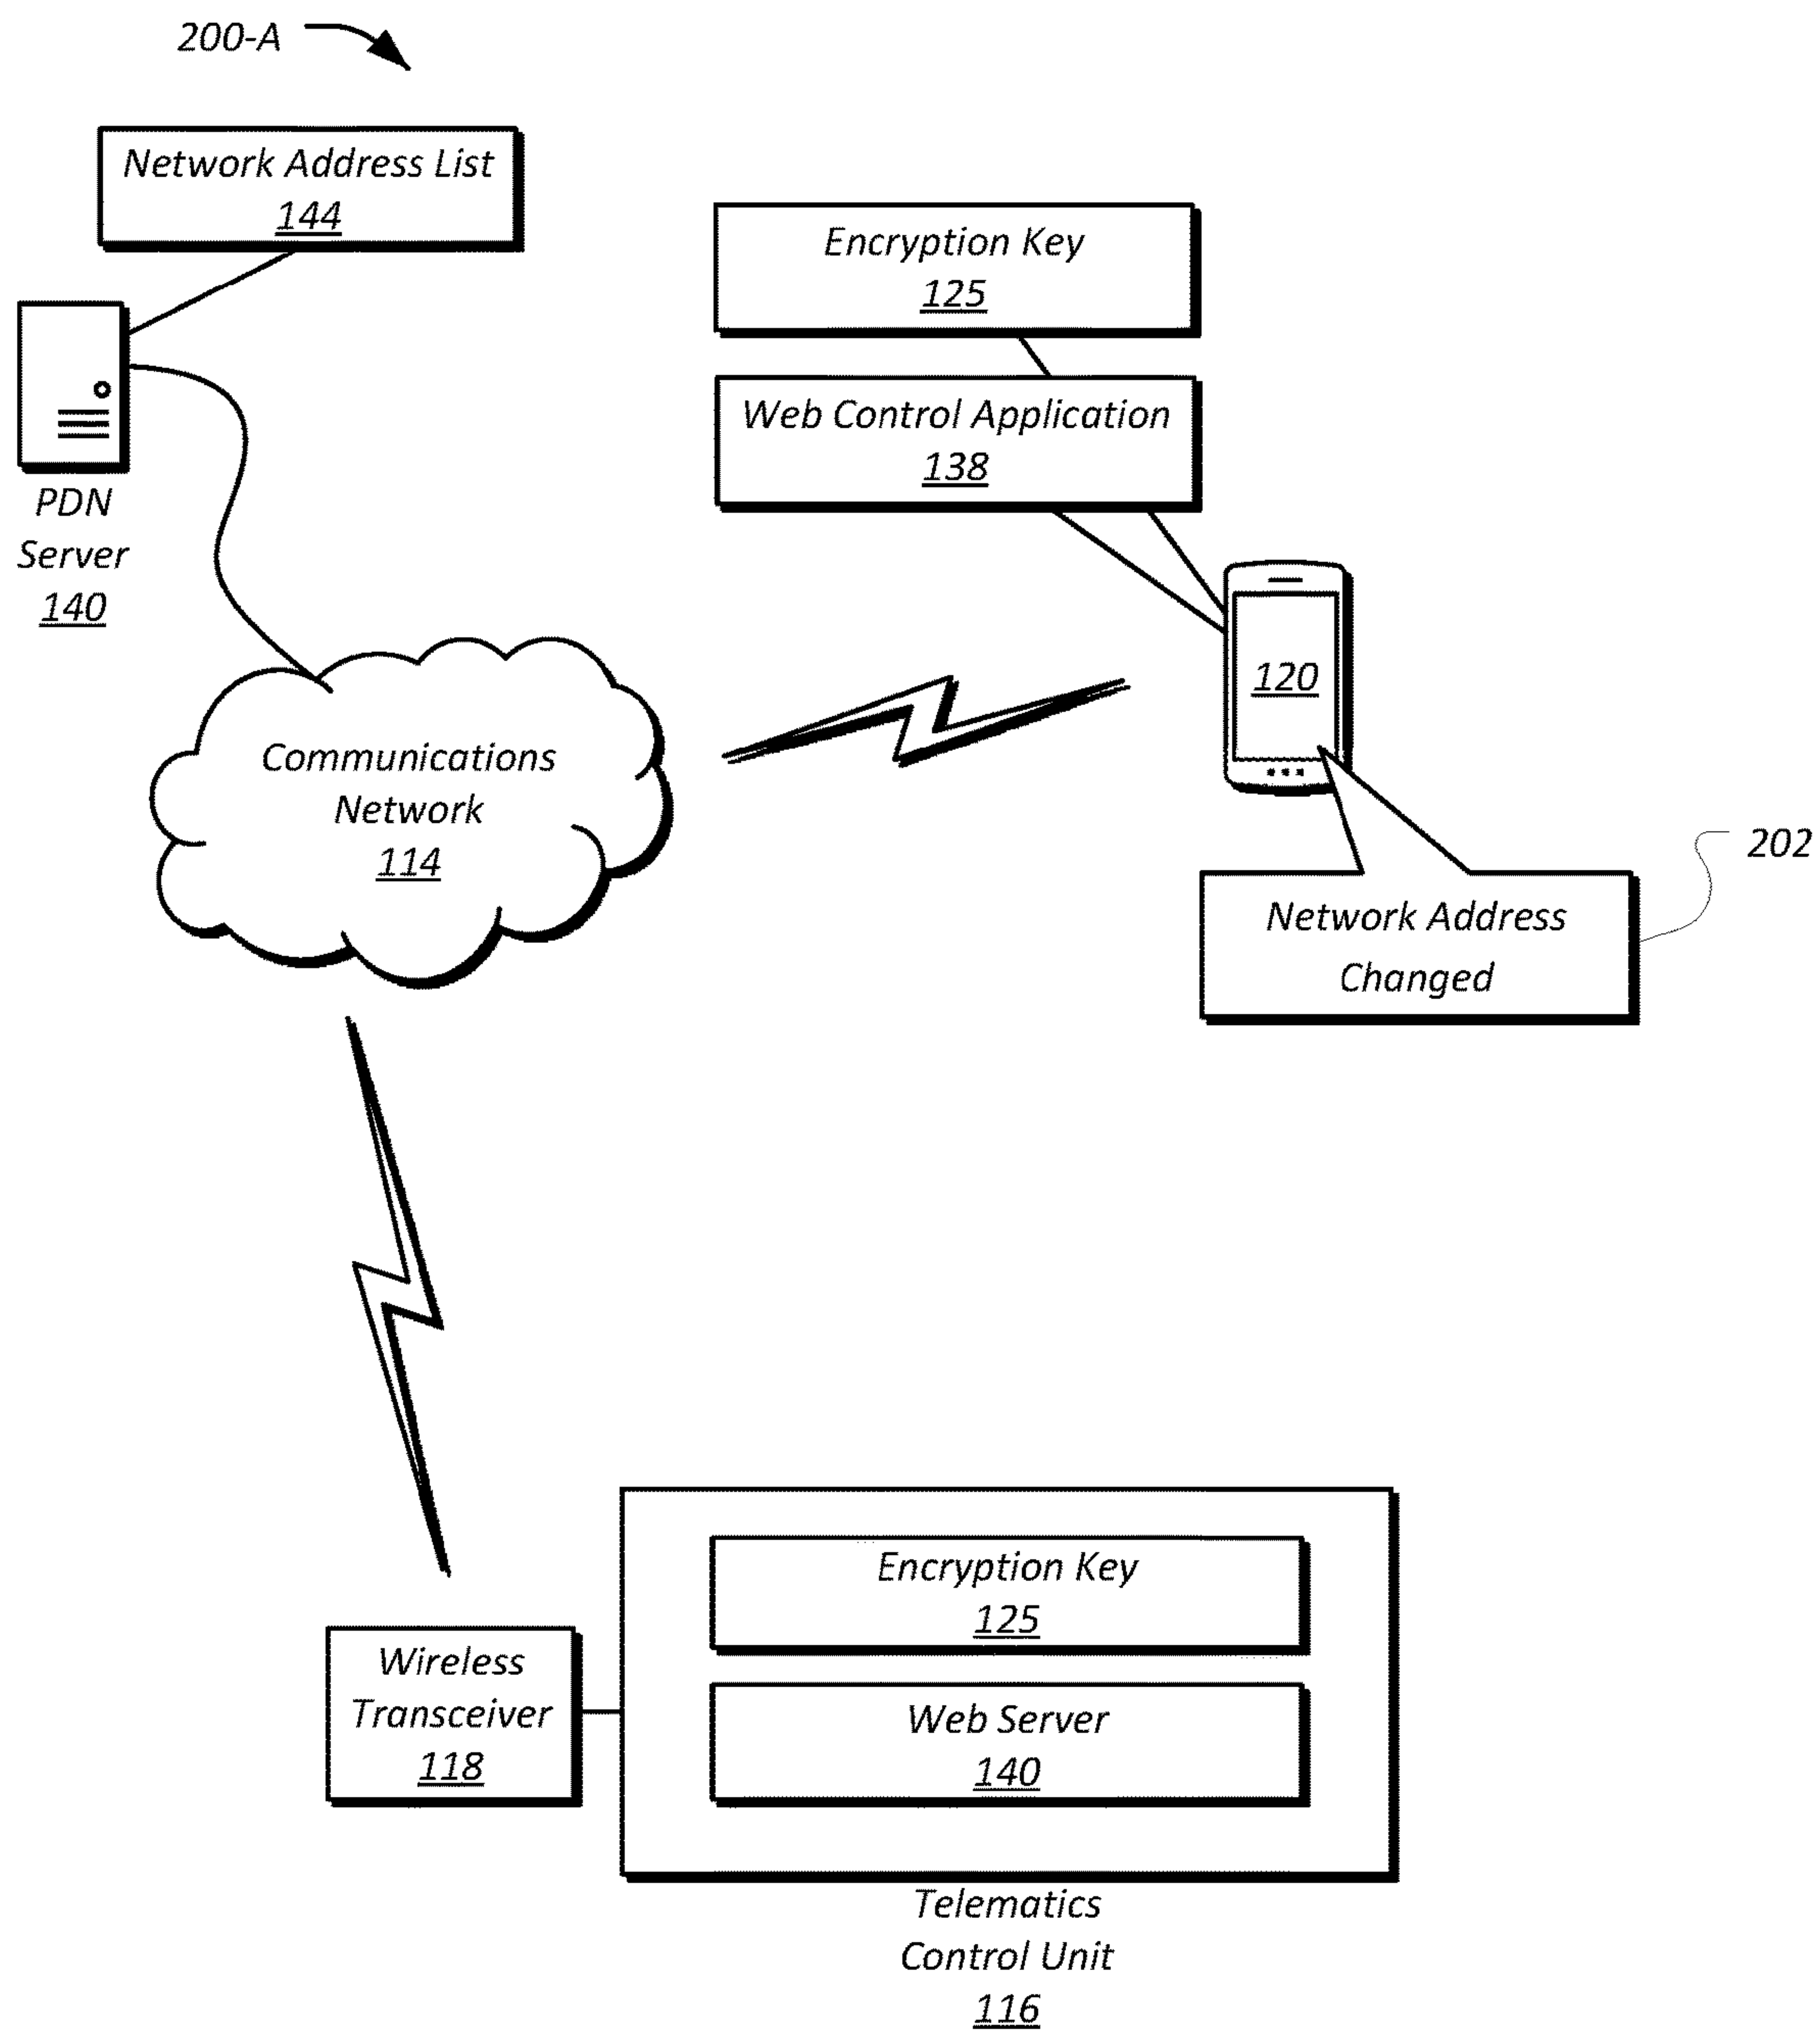 200-A
Network Address List
144
Encryption Key
125
Web Control Application
138
PDN
Server
140
120
Communications
Network
114
202
Network Address
Changed
Encryption Key
125
Wireless
Transceiver
118
Web Server
140
Telematics
Control Unit
116